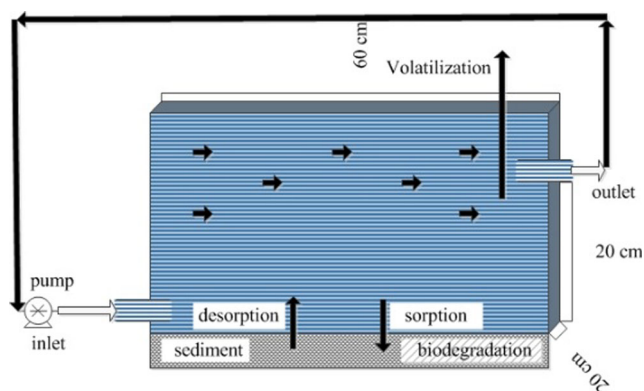 60 cm
Volatilization
outlet
20 cm
pump
desorption
sorption
inlet
sediment
biodegradation
20 cm